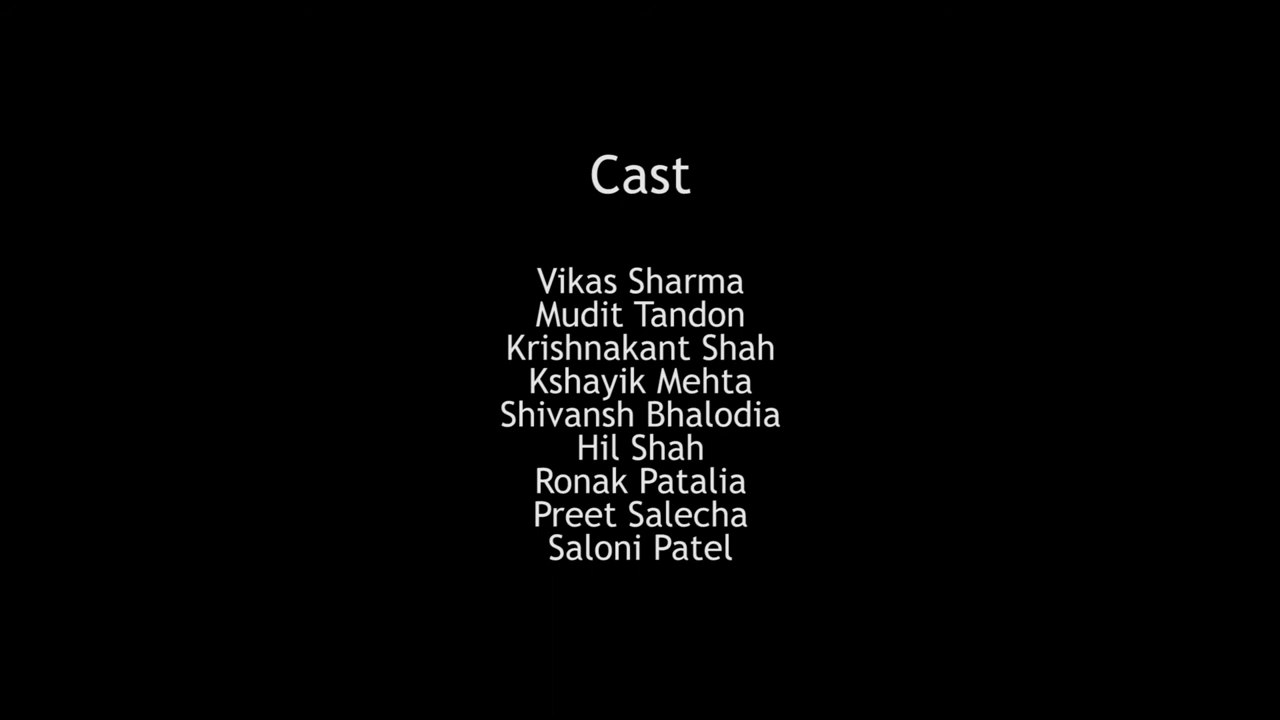 Cast
Vikas Sharma
Mudit Tandon
Krishnakant Shah
Kshayik Mehta
Shivansh Bhalodia
Hil Shah
Ronak Patalia
Preet Salecha
Saloni Patel